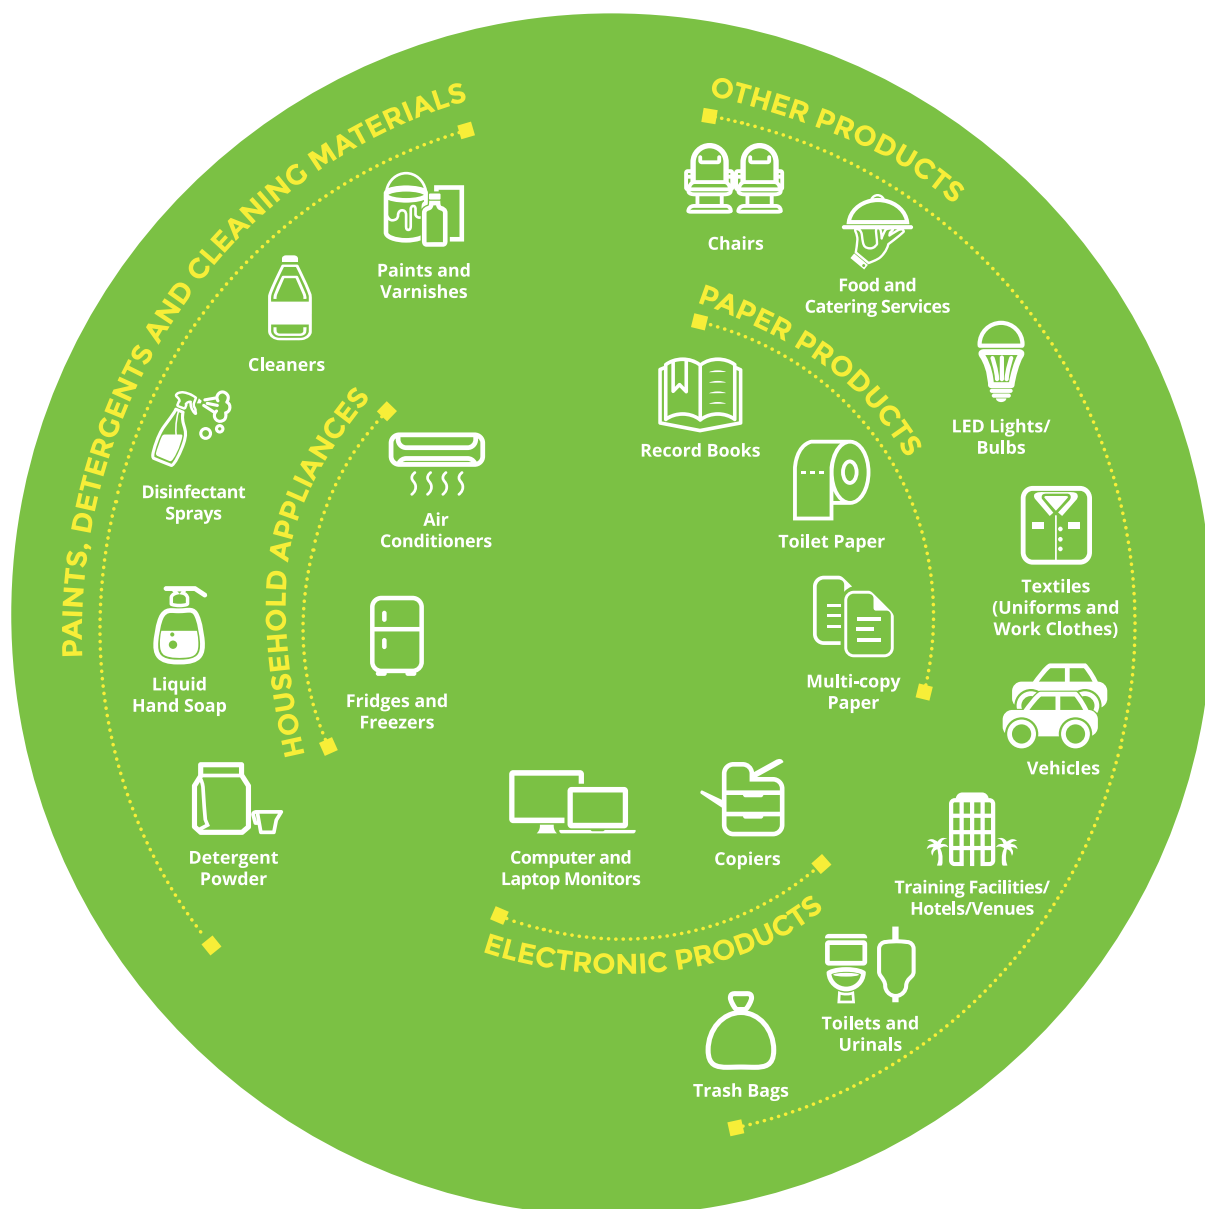 PAINTS, DETERGENTS AND CLEANING MATERIALS
Paints and
Varnishes
Cleaners
Disinfectant
Sprays
Liquid
Hand Soap
Detergent
Powder
HOUSEHOLD APPLIANCES
Air
Conditioners
Fridges and
Freezers
ELECTRONIC PRODUCTS
Computer and
Laptop Monitors
Copiers
PAPER PRODUCTS
Record Books
Toilet Paper
Multi-copy
Paper
OTHER PRODUCTS
Chairs
Food and
Catering Services
LED Lights/
Bulbs
Textiles
(Uniforms and
Work Clothes)
Vehicles
Training Facilities/
Hotels/Venues
Toilets and
Urinals
Trash Bags